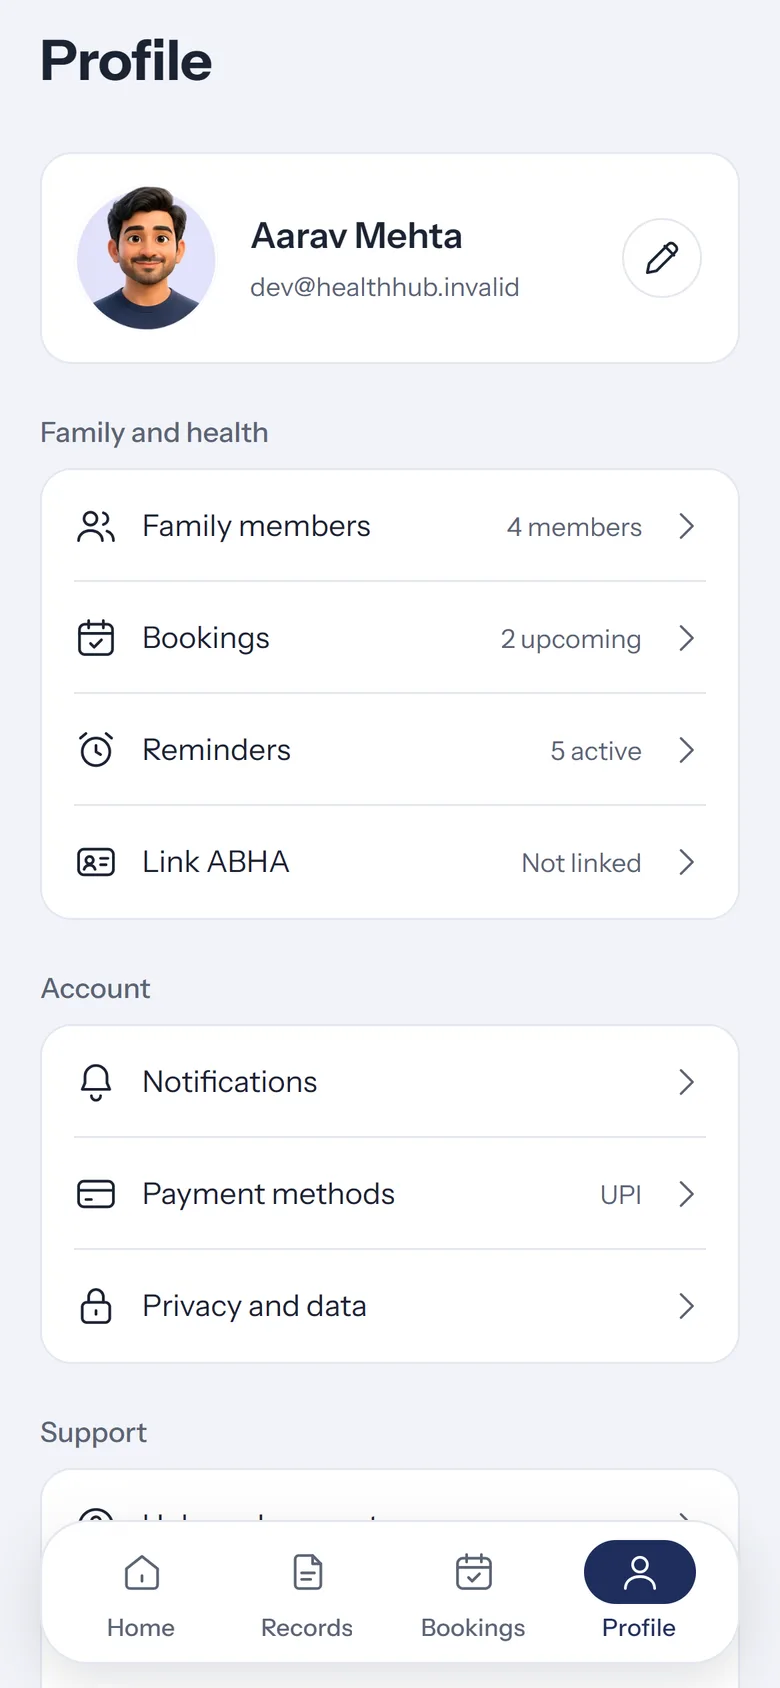 Profile
Aarav Mehta
dev@healthhub.invalid
Family and health
Family members 4 members
Bookings 2 upcoming
Reminders 5 active
Link ABHA Not linked
Account
Notifications
Payment methods UPI
Privacy and data
Support
Home Records Bookings Profile